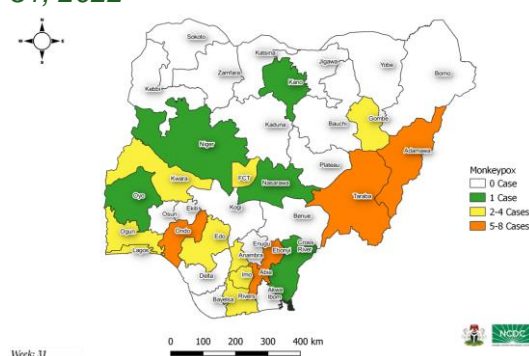 N
W
E
S
Sokoto
Katsina
Jigawa
Yobe
Borno
Zamfara
Kano
Kebbi
Kaduna
Bauchi
Gombe
Adamawa
Niger
Plateau
Kwara
FCT
Nasarawa
Taraba
Oyo
Kogi
Benue
Osun
Ekiti
Ogun
Ondo
Edo
Enugu
Ebonyi
Cross
River
Lagos
Anambra
Delta
Imo
Abia
Akwa
Ibom
Bayelsa
Rivers
Monkeypox
0 Case
1 Case
2-4 Cases
5-8 Cases
Week: 31
0 100 200 300 400 km
NCDC